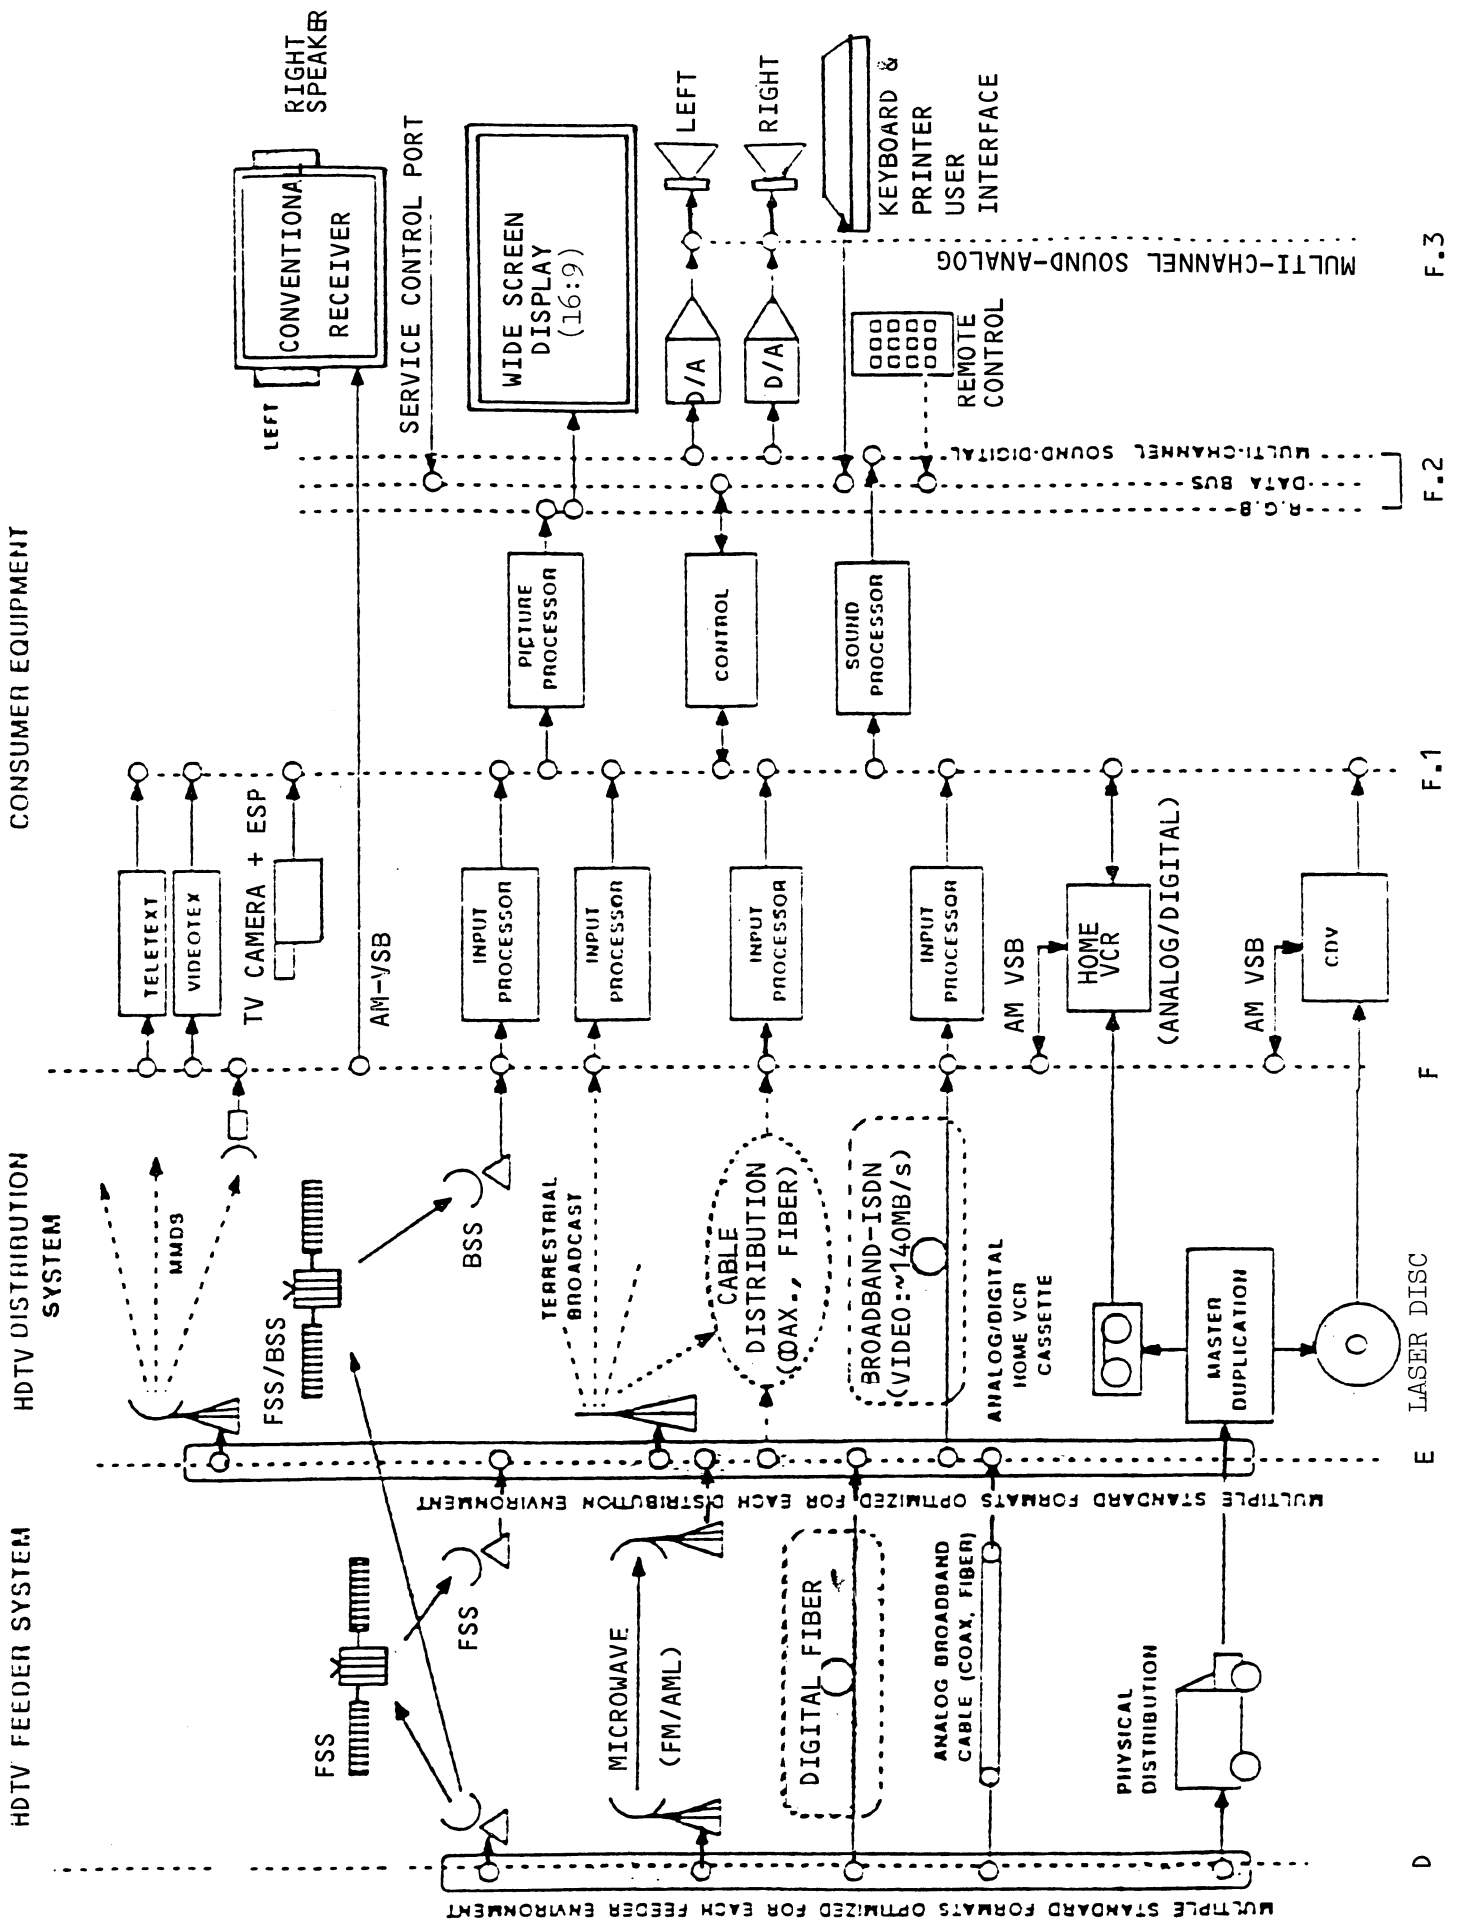 HDTV FEEDER SYSTEM
HDTV DISTRIBUTION
SYSTEM
CONSUMER EQUIPMENT
MULTIPLE STANDARD FORMATS OPTIMIZED FOR EACH FEEDER ENVIRONMENT
D
FSS
FSS
MICROWAVE
(FM/AML)
DIGITAL FIBER
ANALOG BROADBAND
CABLE (COAX, FIBER)
PHYSICAL
DISTRIBUTION
MULTIPLE STANDARD FORMATS OPTIMIZED FOR EACH DISTRIBUTION ENVIRONMENT
E
MMDS
FSS/BSS
BSS
TERRESTRIAL
BROADCAST
CABLE
DISTRIBUTION
(COAX., FIBER)
BROADBAND-ISDN
(VIDEO:~140MB/s)
ANALOG/DIGITAL
HOME VCR
CASSETTE
MASTER
DUPLICATION
LASER DISC
F
TELETEXT
VIDEOTEX
TV CAMERA + ESP
AM-VSB
INPUT
PROCESSOR
INPUT
PROCESSOR
INPUT
PROCESSOR
INPUT
PROCESSOR
AM VSB
HOME
VCR
(ANALOG/DIGITAL)
AM VSB
CDV
F.1
PICTURE
PROCESSOR
CONTROL
SOUND
PROCESSOR
R.G.B
DATA BUS
MULTI-CHANNEL SOUND-DIGITAL
F.2
LEFT
CONVENTIONAL
RECEIVER
RIGHT
SPEAKER
SERVICE CONTROL PORT
WIDE SCREEN
DISPLAY
(16:9)
D/A
LEFT
D/A
RIGHT
REMOTE
CONTROL
KEYBOARD &
PRINTER
USER
INTERFACE
MULTI-CHANNEL SOUND-ANALOG
F.3